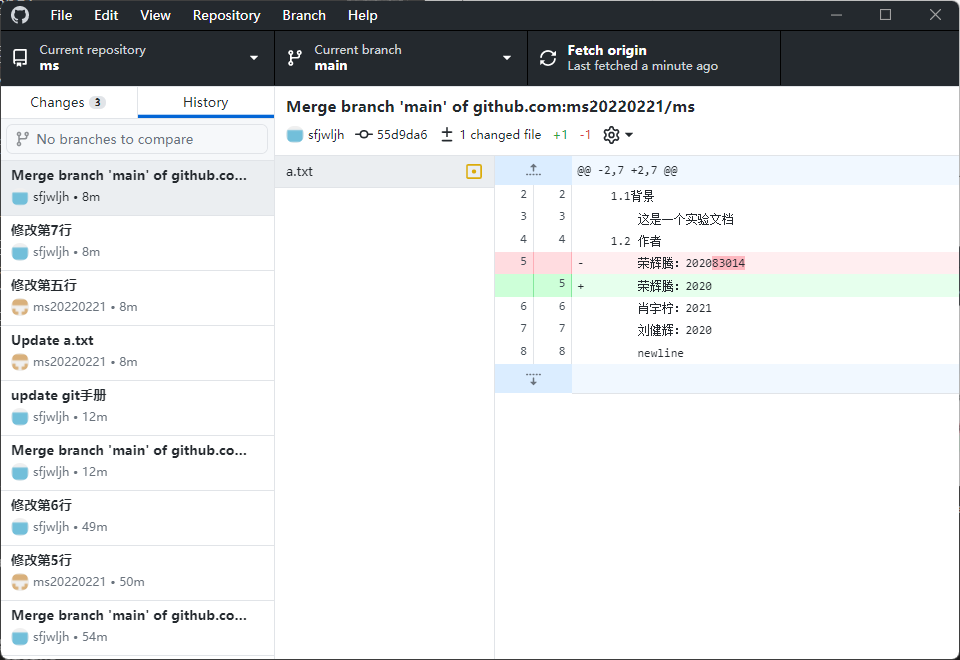 File Edit View Repository Branch Help
Current repository
ms
Current branch
main
Fetch origin
Last fetched a minute ago
Changes 3
History
No branches to compare
Merge branch 'main' of github.co...
sfjwljh • 8m
修改第7行
sfjwljh • 8m
修改第五行
ms20220221 • 8m
Update a.txt
ms20220221 • 8m
update git手册
sfjwljh • 12m
Merge branch 'main' of github.co...
sfjwljh • 12m
修改第6行
sfjwljh • 49m
修改第5行
ms20220221 • 50m
Merge branch 'main' of github.co...
sfjwljh • 54m
Merge branch 'main' of github.com:ms20220221/ms
sfjwljh 55d9da6 1 changed file +1 -1
a.txt
@@ -2,7 +2,7 @@
2 2 1.1背景
3 3 这是一个实验文档
4 4 1.2 作者
5 - 荣辉腾：202083014
5 + 荣辉腾：2020
6 6 肖宇柠：2021
7 7 刘健辉：2020
8 8 newline